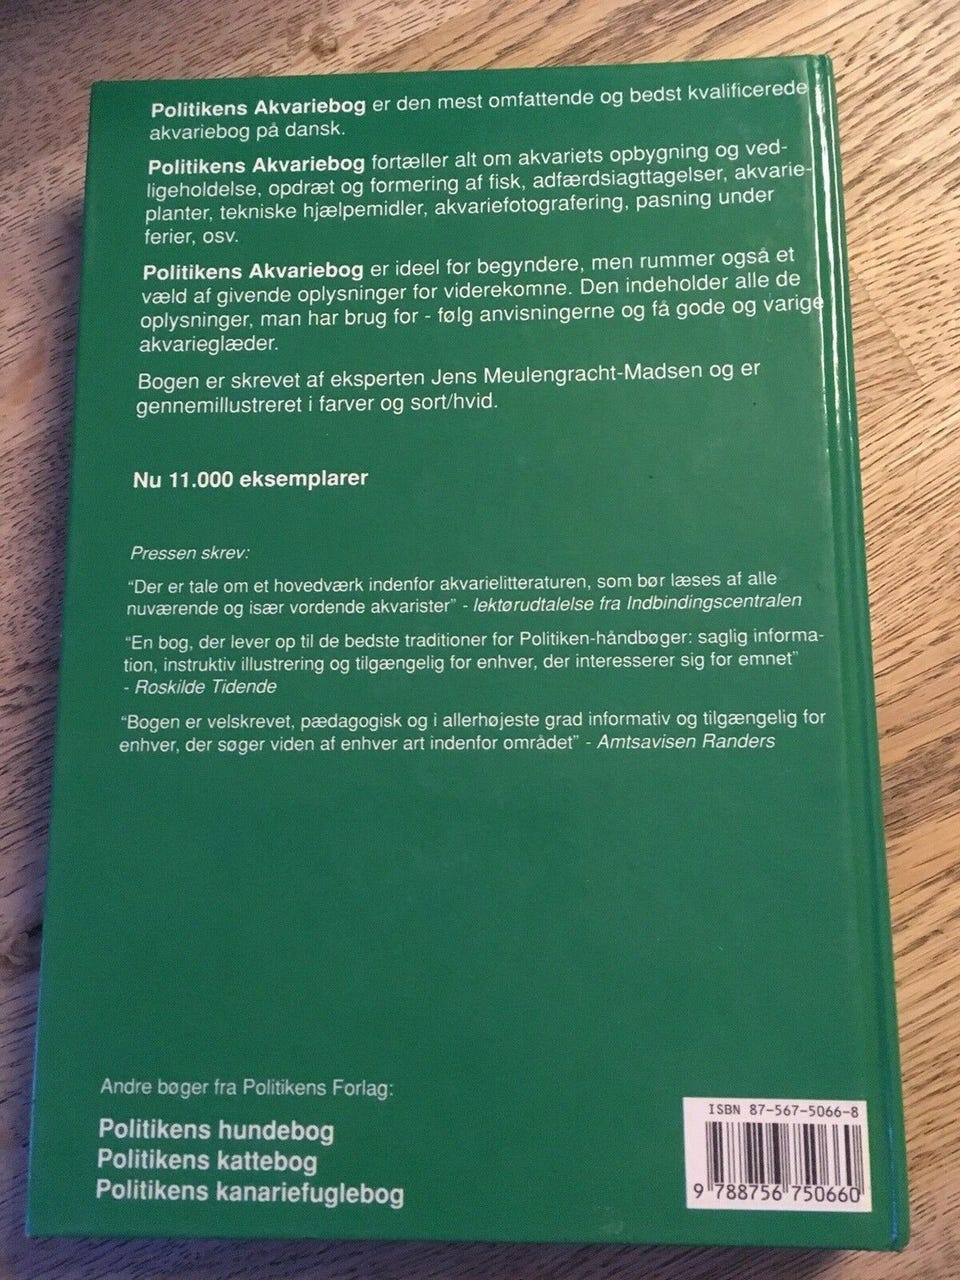 Politikens Akvariebog er den mest omfattende og bedst kvalificerede
akvariebog på dansk.
Politikens Akvariebog fortæller alt om akvariets opbygning og ved-
ligeholdelse, opdræt og formering af fisk, adfærdsiagttagelser, akvarie-
planter, tekniske hjælpemidler, akvariefotografering, pasning under
ferier, osv.
Politikens Akvariebog er ideel for begyndere, men rummer også et
væld af givende oplysninger for viderekomne. Den indeholder alle de
oplysninger, man har brug for - følg anvisningerne og få gode og varige
akvarieglæder.
Bogen er skrevet af eksperten Jens Meulengracht-Madsen og er
gennemillustreret i farver og sort/hvid.
Nu 11.000 eksemplarer
Pressen skrev:
“Der er tale om et hovedværk indenfor akvarielitteraturen, som bør læses af alle
nuværende og især vordende akvarister” - lektørudtalelse fra Indbindingscentralen
“En bog, der lever op til de bedste traditioner for Politiken-håndbøger: saglig informa-
tion, instruktiv illustrering og tilgængelig for enhver, der interesserer sig for emnet”
- Roskilde Tidende
“Bogen er velskrevet, pædagogisk og i allerhøjeste grad informativ og tilgængelig for
enhver, der søger viden af enhver art indenfor området” - Amtsavisen Randers
Andre bøger fra Politikens Forlag:
Politikens hundebog
Politikens kattebog
Politikens kanariefuglebog
ISBN 87-567-5066-8
9 788756 750660